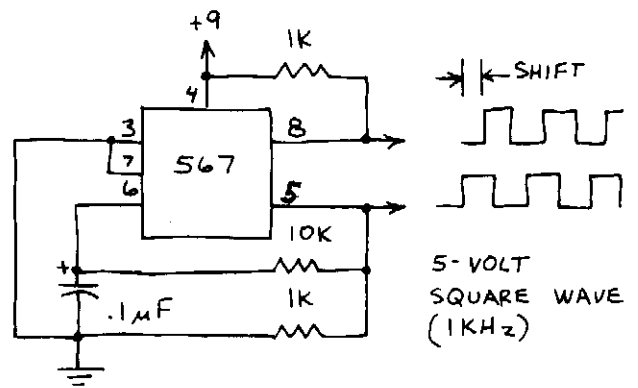 +9
1K
SHIFT
4
3
8
7
567
6
5
10K
+
.1µF
1K
5-VOLT
SQUARE WAVE
(1KHz)